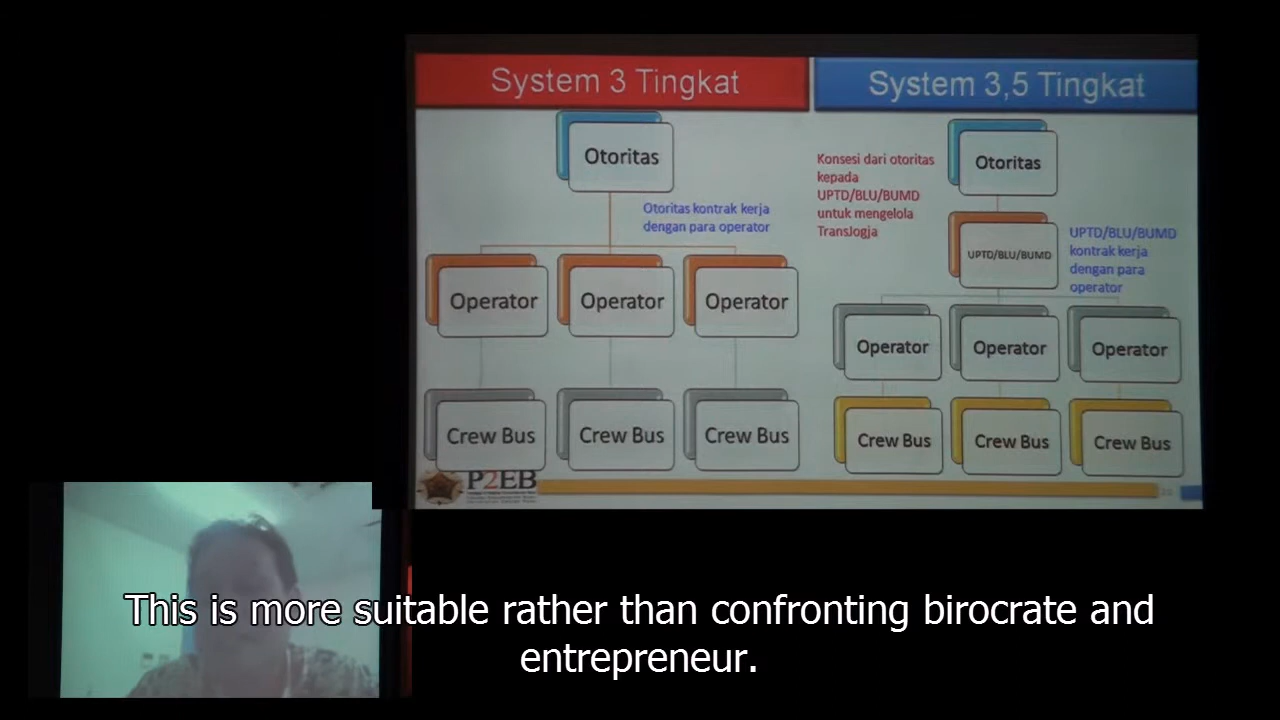 System 3 Tingkat
Otoritas
Otoritas kontrak kerja
dengan para operator
Operator
Operator
Operator
Crew Bus
Crew Bus
Crew Bus
P2EB
System 3,5 Tingkat
Konsesi dari otoritas
kepada
UPTD/BLU/BUMD
untuk mengelola
TransJogja
Otoritas
UPTD/BLU/BUMD
UPTD/BLU/BUMD
kontrak kerja
dengan para
operator
Operator
Operator
Operator
Crew Bus
Crew Bus
Crew Bus
This is more suitable rather than confronting birocrate and
entrepreneur.